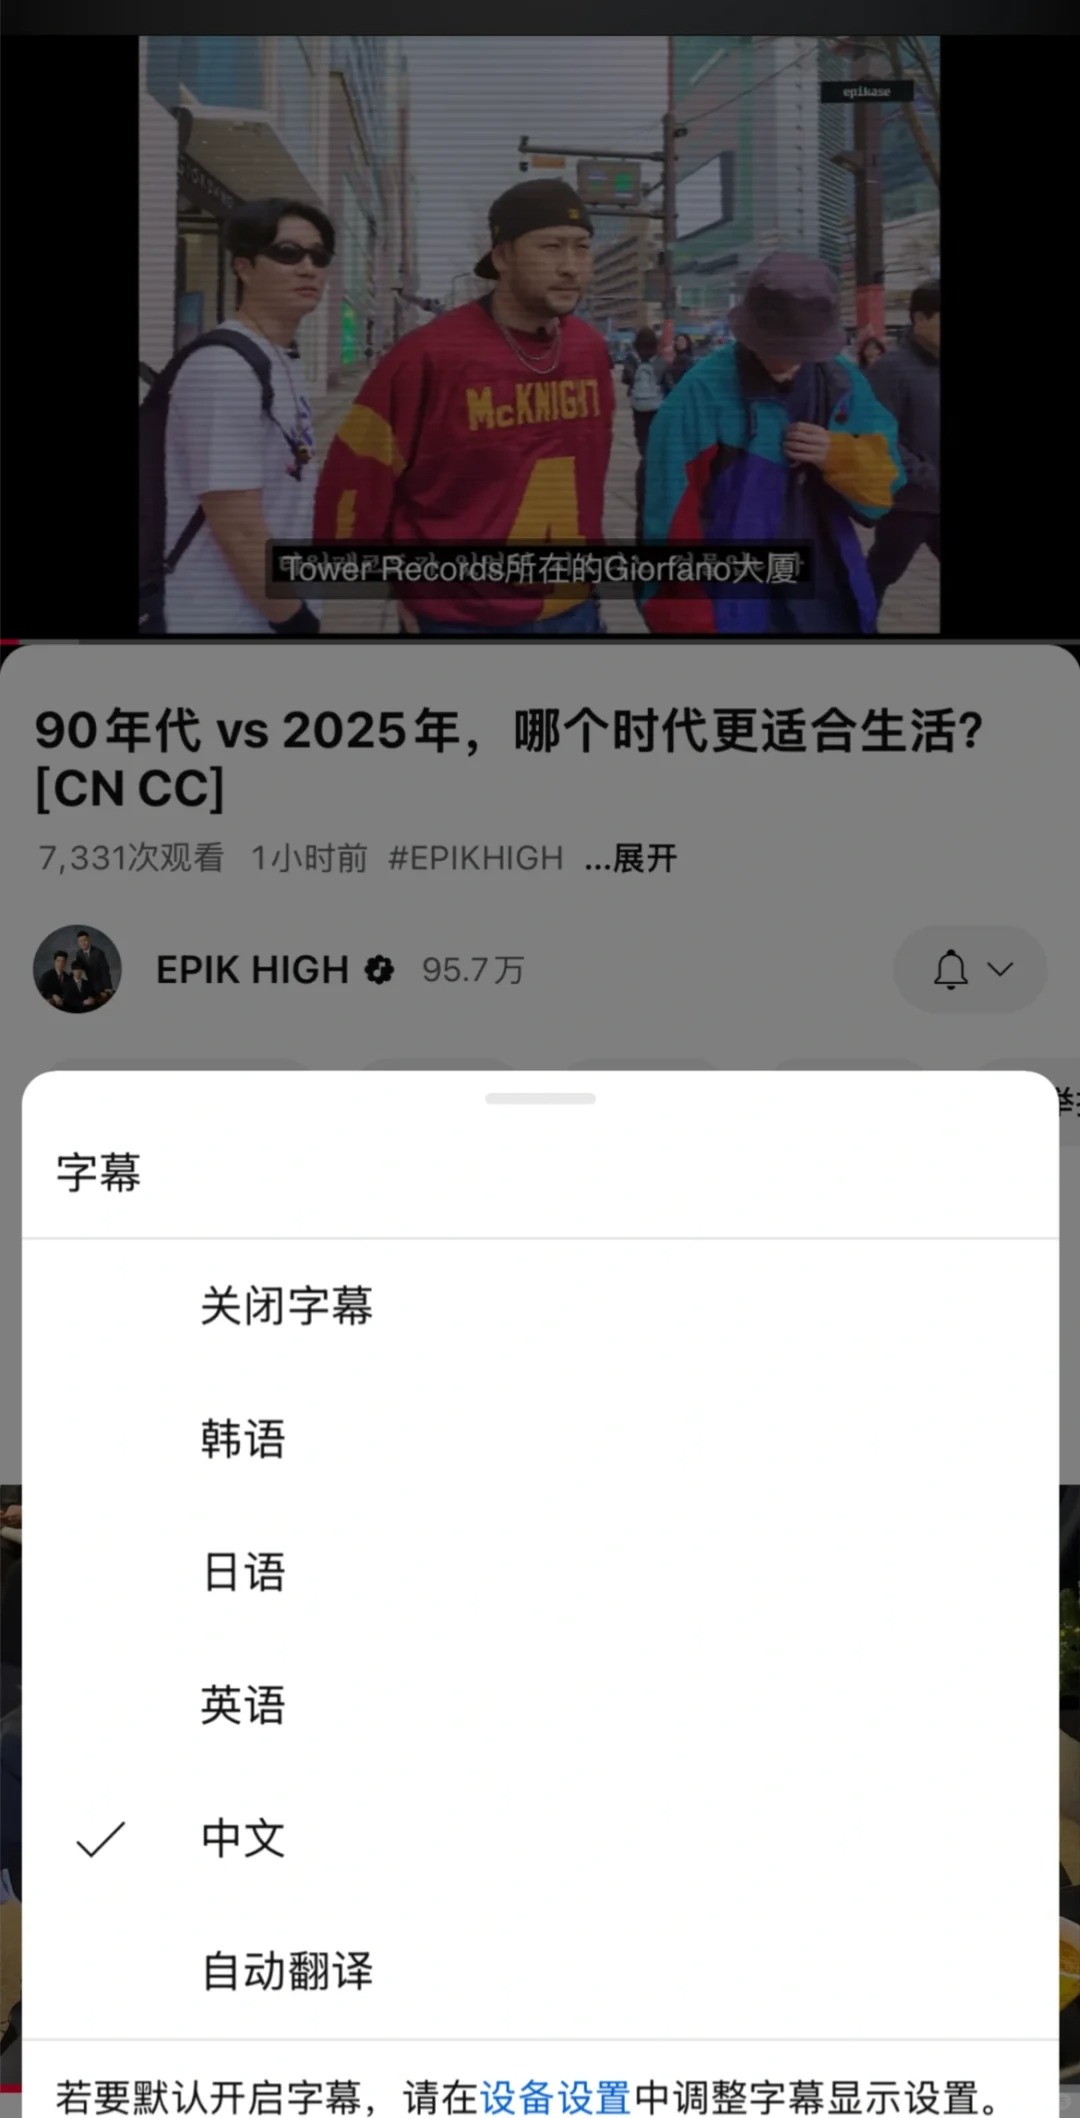 GIORDANO
epikase
McKNIGHT
4
Tower Records所在的Giorfano大厦
90年代 vs 2025年，哪个时代更适合生活？
[CN CC]
7,331次观看 1小时前 #EPIKHIGH ...展开
EPIK HIGH 95.7万
字幕
关闭字幕
韩语
日语
英语
中文
自动翻译
若要默认开启字幕，请在设备设置中调整字幕显示设置。